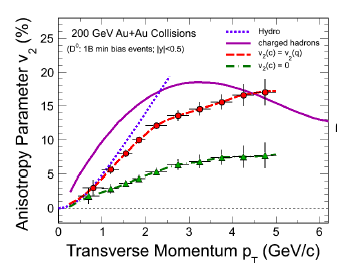 200 GeV Au+Au Collisions
(D⁰: 1B min bias events; |y|<0.5)
Hydro
charged hadrons
v₂(c) = v₂(q)
v₂(c) = 0
Anisotropy Parameter v₂ (%)
25
20
15
10
5
0
0 1 2 3 4 5 6
Transverse Momentum p_T (GeV/c)